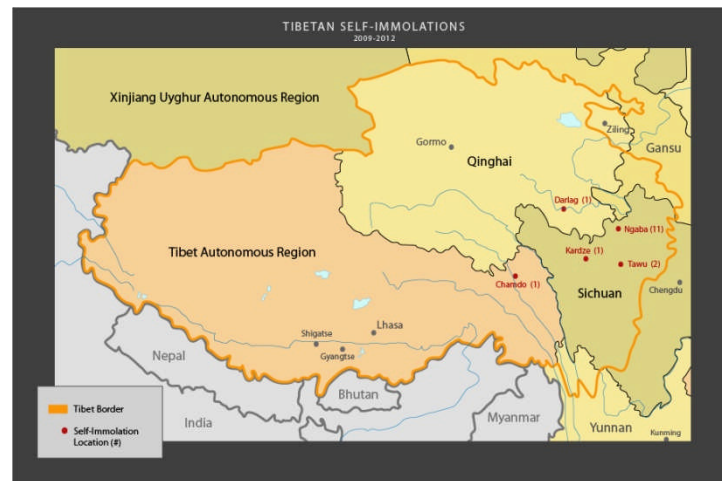 TIBETAN SELF-IMMOLATIONS
2009-2012
Xinjiang Uyghur Autonomous Region
Gormo
Ziling
Gansu
Qinghai
Darlag (1)
Ngaba (11)
Kardze (1)
Tawu (2)
Tibet Autonomous Region
Chamdo (1)
Sichuan
Chengdu
Lhasa
Shigatse
Gyangtse
Nepal
Bhutan
India
Myanmar
Yunnan
Kunming
Tibet Border
Self-Immolation
Location (#)